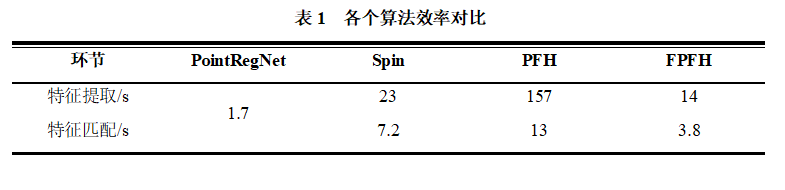 表 1 各个算法效率对比
环节 PointRegNet Spin PFH FPFH
特征提取/s 23 157 14
1.7
特征匹配/s 7.2 13 3.8